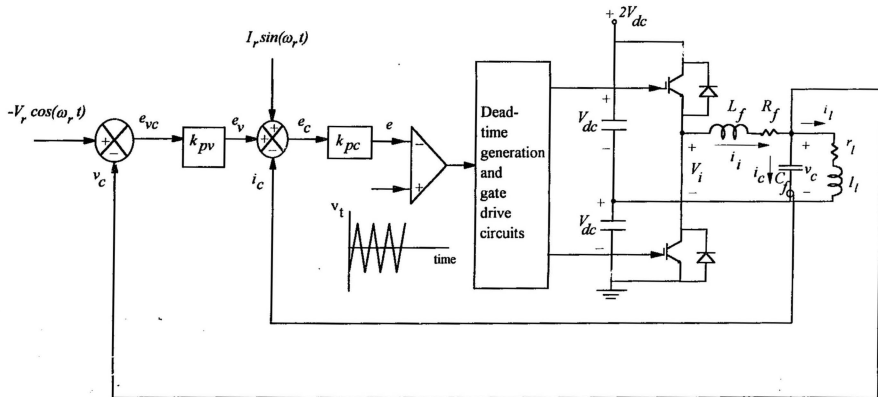 -V_r cos(ω_r t)
e_vc
v_c
k_pv
e_v
I_r sin(ω_r t)
e_c
i_c
k_pc
e
v_t
time
Dead-
time
generation
and
gate
drive
circuits
+ 2V_dc
+
V_dc
-
+
V_dc
-
L_f
R_f
i_i
+
V_i
-
i_c
C_f
+
v_c
-
i_l
r_l
I_l